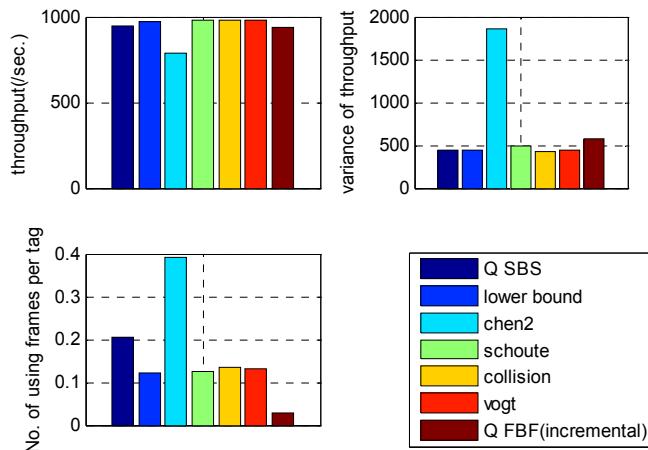 1000
500
0
throughput(/sec.)
2000
1500
1000
500
0
variance of throughput
0.4
0.3
0.2
0.1
0
No. of using frames per tag
Q SBS
lower bound
chen2
schoute
collision
vogt
Q FBF(incremental)